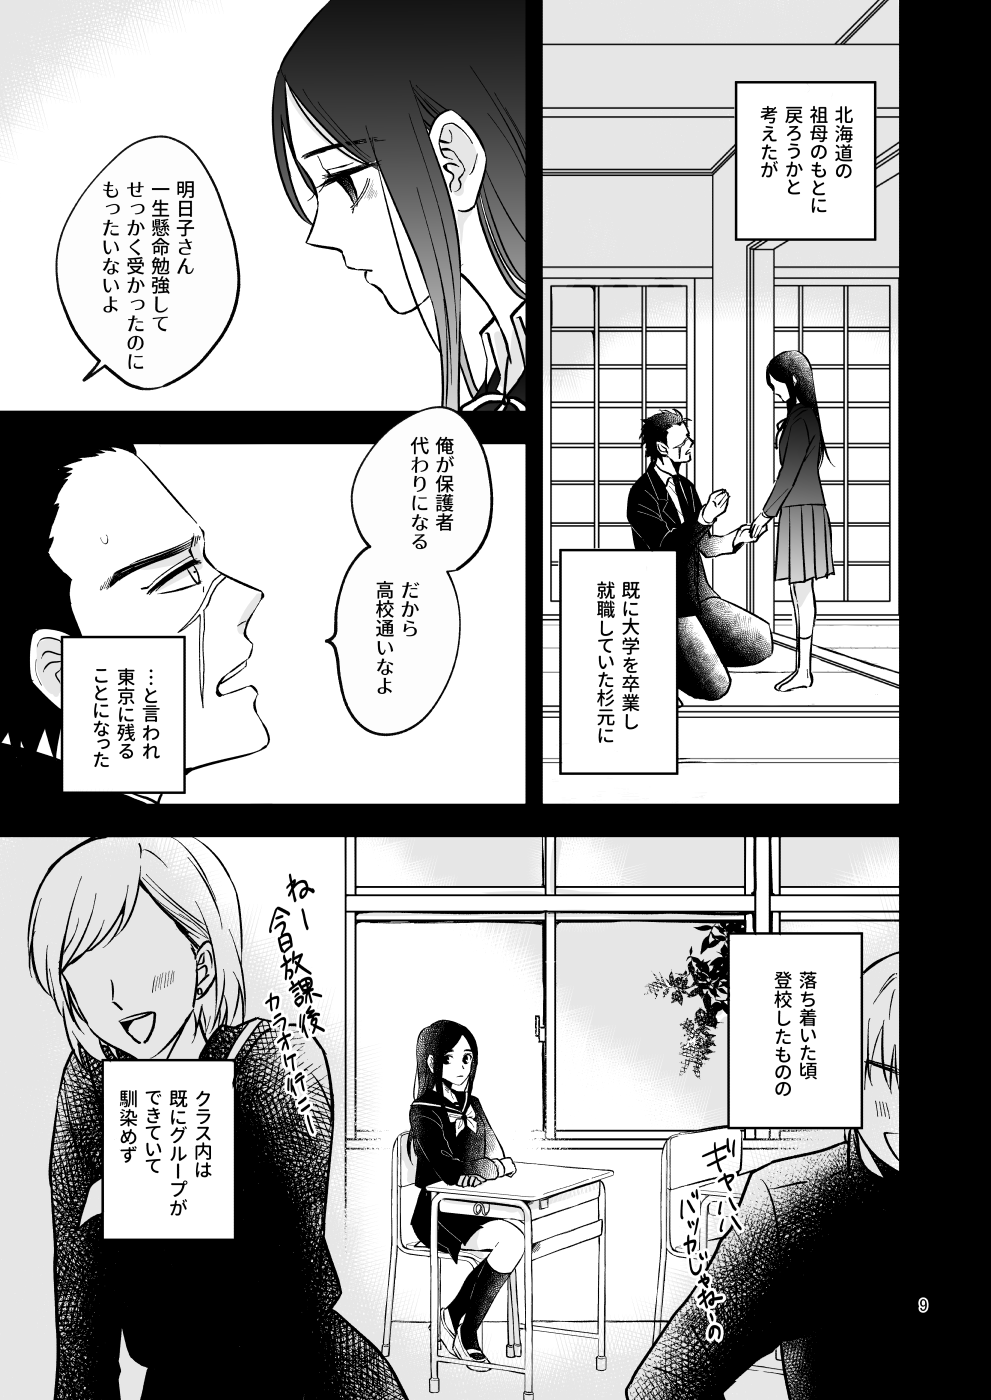 北海道の
祖母のもとに
戻ろうかと
考えたが
既に大学を卒業し
就職していた杉元に
明日子さん
一生懸命勉強して
せっかく受かったのに
もったいないよ
俺が保護者
代わりになる
だから
高校通いなよ
…と言われ
東京に残る
ことになった
落ち着いた頃
登校したものの
ギャハハ
バッカじゃねーの
ねー
今日放課後
カラオケ行こー
クラス内は
既にグループが
できていて
馴染めず
9